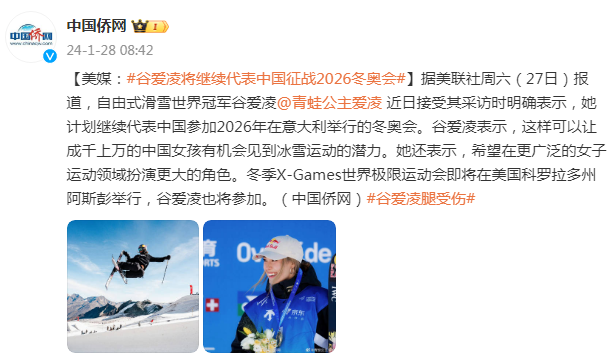 中国侨网
www.chinaqw.com
中国侨网
24-1-28 08:42
【美媒：#谷爱凌将继续代表中国征战2026冬奥会#】据美联社周六（27日）报
道，自由式滑雪世界冠军谷爱凌@青蛙公主爱凌 近日接受其采访时明确表示，她
计划继续代表中国参加2026年在意大利举行的冬奥会。谷爱凌表示，这样可以让
成千上万的中国女孩有机会见到冰雪运动的潜力。她还表示，希望在更广泛的女子
运动领域扮演更大的角色。冬季X-Games世界极限运动会即将在美国科罗拉多州
阿斯彭举行，谷爱凌也将参加。（中国侨网）#谷爱凌腿受伤#
育
SPORTS
京东